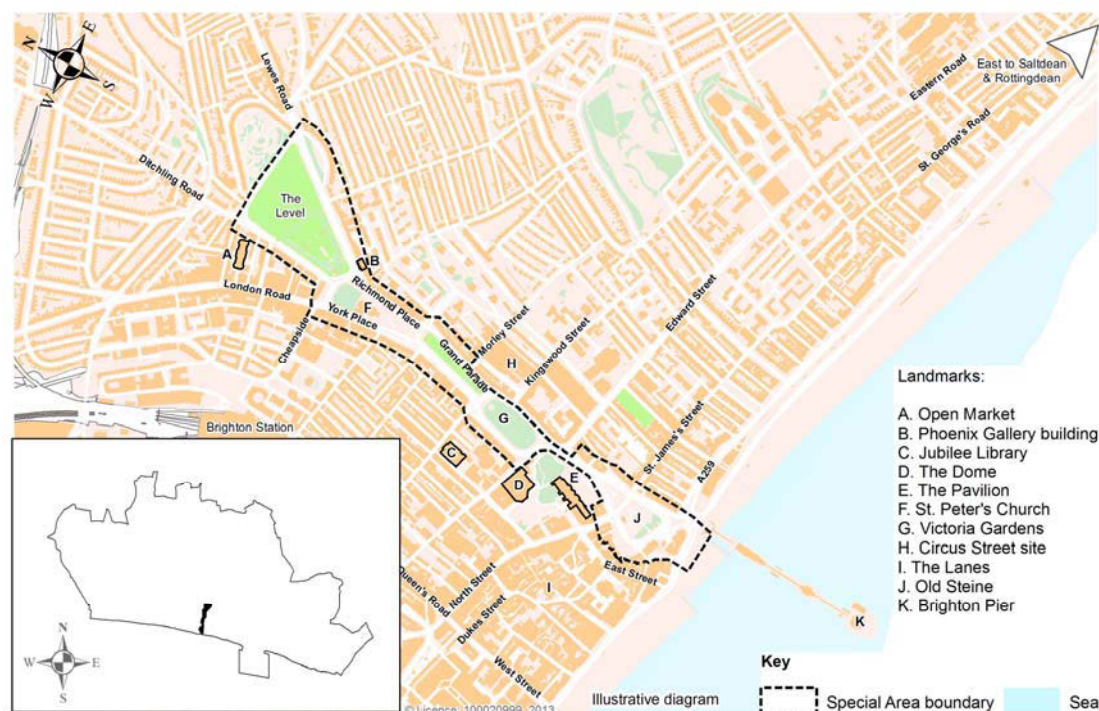 N
E
W
S
Lewes Road
Ditchling Road
The
Level
A
B
London Road
F
Richmond Place
York Place
Cheapside
Grand Parade
Morley Street
H
Kingswood Street
Edward Street
G
Brighton Station
C
D
E
St. James's Street
A259
J
East Street
I
Queen's Road
North Street
Dukes Street
West Street
K
Eastern Road
St. George's Road
East to Saltdean
& Rottingdean
Landmarks:
A. Open Market
B. Phoenix Gallery building
C. Jubilee Library
D. The Dome
E. The Pavilion
F. St. Peter's Church
G. Victoria Gardens
H. Circus Street site
I. The Lanes
J. Old Steine
K. Brighton Pier
N
W
E
S
Illustrative diagram
© Licence 100020999, 2013
Key
Special Area boundary
Sea